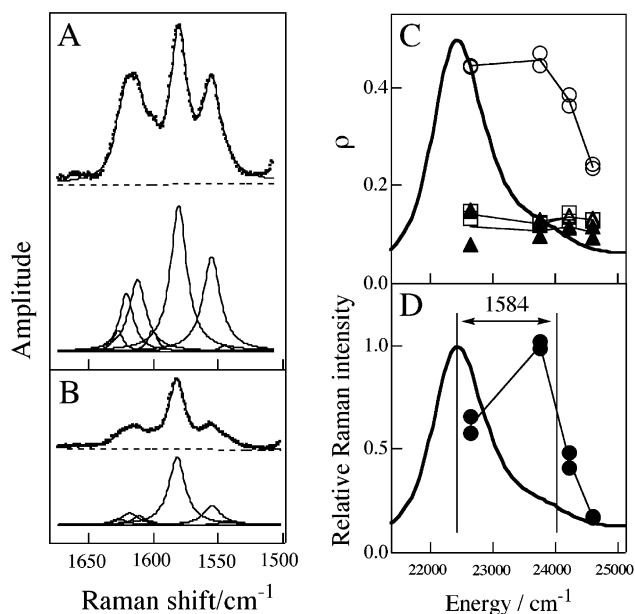 A
B
Amplitude
1650
1600
1550
1500
Raman shift/cm-1
C
ρ
0.4
0.2
0.0
D
1584
Relative Raman intensity
1.0
0.5
0.0
22000
23000
24000
25000
Energy / cm-1